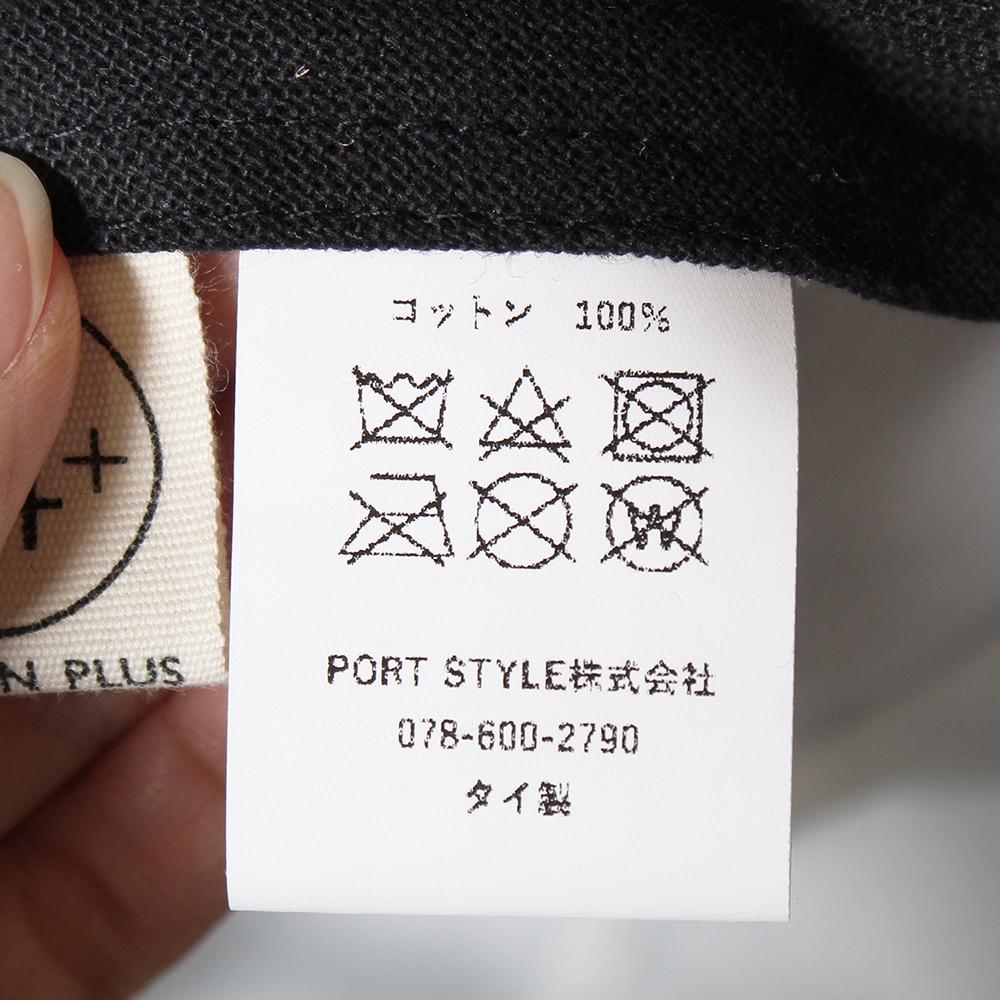 コットン 100%
W
PORT STYLE株式会社
078-600-2790
タイ製
N PLUS